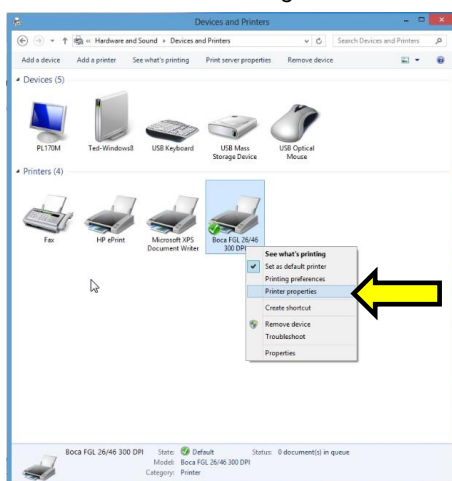 Devices and Printers
« Hardware and Sound ▸ Devices and Printers
Search Devices and Printers
Add a device Add a printer See what's printing Print server properties Remove device
Devices (5)
PL170M Ted-Windows8 USB Keyboard USB Mass Storage Device USB Optical Mouse
Printers (4)
Fax HP ePrint Microsoft XPS Document Writer Boca FGL 26/46 300 DPI
See what's printing
Set as default printer
Printing preferences
Printer properties
Create shortcut
Remove device
Troubleshoot
Properties
Boca FGL 26/46 300 DPI State: Default Status: 0 document(s) in queue
Model: Boca FGL 26/46 300 DPI
Category: Printer